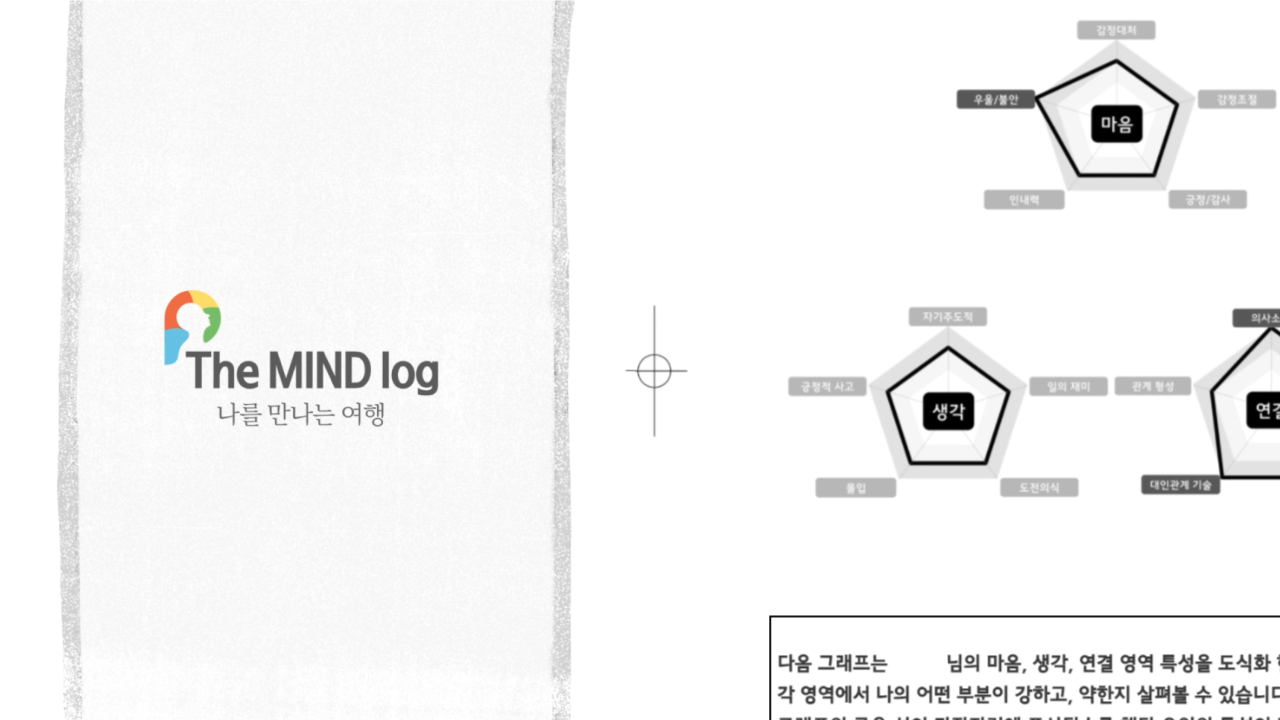 The MIND log
나를 만나는 여행
감정대처
우울/불안
감정조절
마음
인내력
긍정/감사
자기주도적
긍정적 사고
일의 재미
생각
몰입
도전의식
의사소
관계 형성
대인관계 기술
다음 그래프는 님의 마음, 생각, 연결 영역 특성을 도식화
각 영역에서 나의 어떤 부분이 강하고, 약한지 살펴볼 수 있습니다